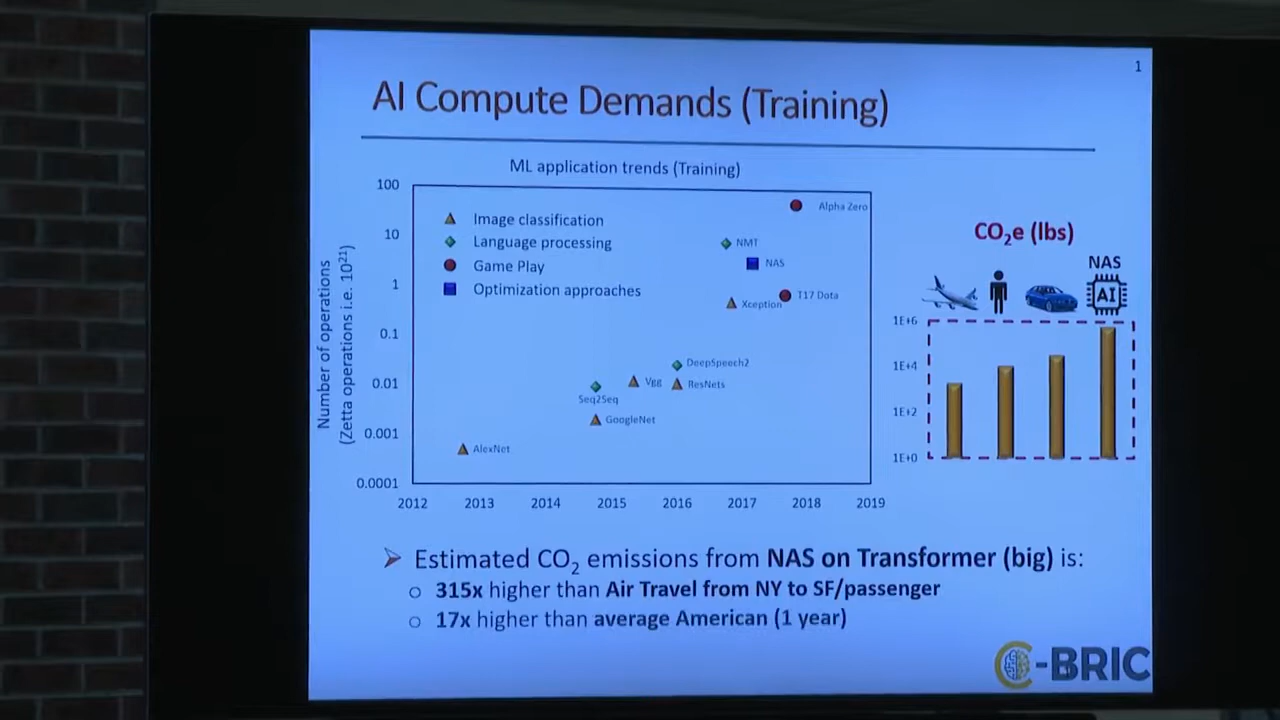 1
AI Compute Demands (Training)
ML application trends (Training)
Number of operations
(Zetta operations i.e. 10²¹)
100
10
1
0.1
0.01
0.001
0.0001
2012 2013 2014 2015 2016 2017 2018 2019
Image classification
Language processing
Game Play
Optimization approaches
Alpha Zero
NMT
NAS
Xception
T17 Dota
DeepSpeech2
Vgg
ResNets
Seq2Seq
GoogleNet
AlexNet
CO₂e (lbs)
NAS
AI
1E+6
1E+4
1E+2
1E+0
Estimated CO₂ emissions from NAS on Transformer (big) is:
315x higher than Air Travel from NY to SF/passenger
17x higher than average American (1 year)
C-BRIC